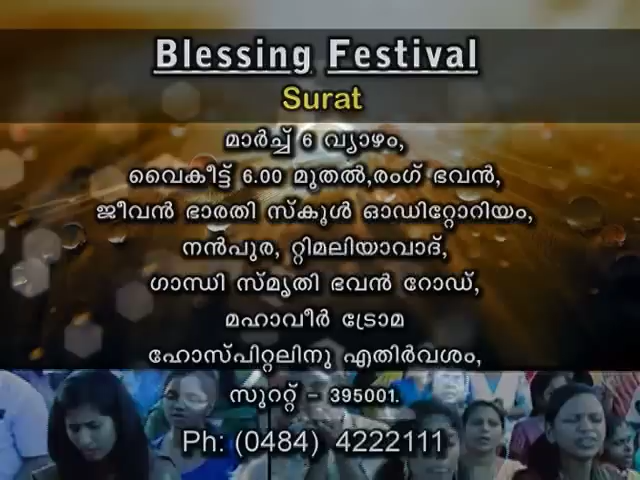 Blessing Festival
Surat
മാർച്ച് 6 വ്യാഴം,
വൈകീട്ട് 6.00 മുതൽ,രംഗ് ഭവൻ,
ജീവൻ ഭാരതി സ്കൂൾ ഓഡിറ്റോറിയം,
നൻപുര, റ്റിമലിയാവാദ്,
ഗാന്ധി സ്മൃതി ഭവൻ റോഡ്,
മഹാവീർ ട്രോമ
ഹോസ്പിറ്റലിനു എതിർവശം,
സുററ്റ് – 395001.
Ph: (0484) 4222111